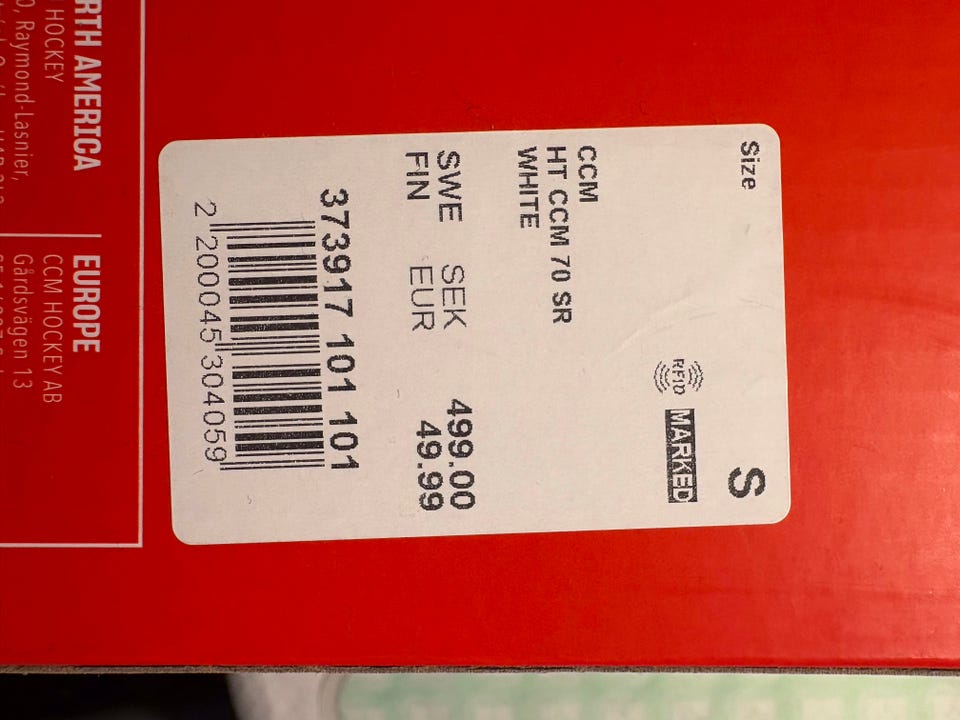 Size S
RFID MARKED
CCM
HT CCM 70 SR
WHITE
SWE SEK 499.00
FIN EUR 49.99
373917 101 101
2 200045 304059
RTH AMERICA
HOCKEY
Raymond-Lasnier,
EUROPE
CCM HOCKEY AB
Gårdsvägen 13